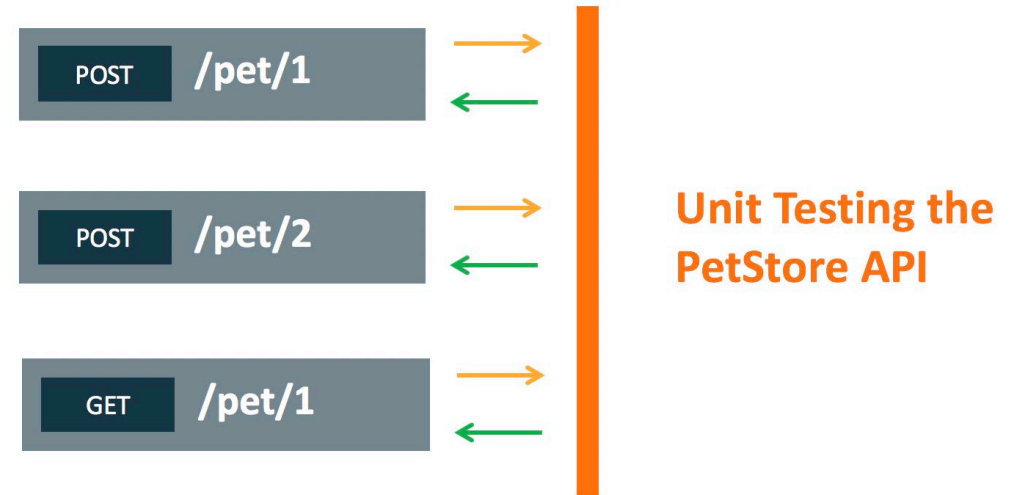 POST /pet/1
POST /pet/2
GET /pet/1
Unit Testing the
PetStore API